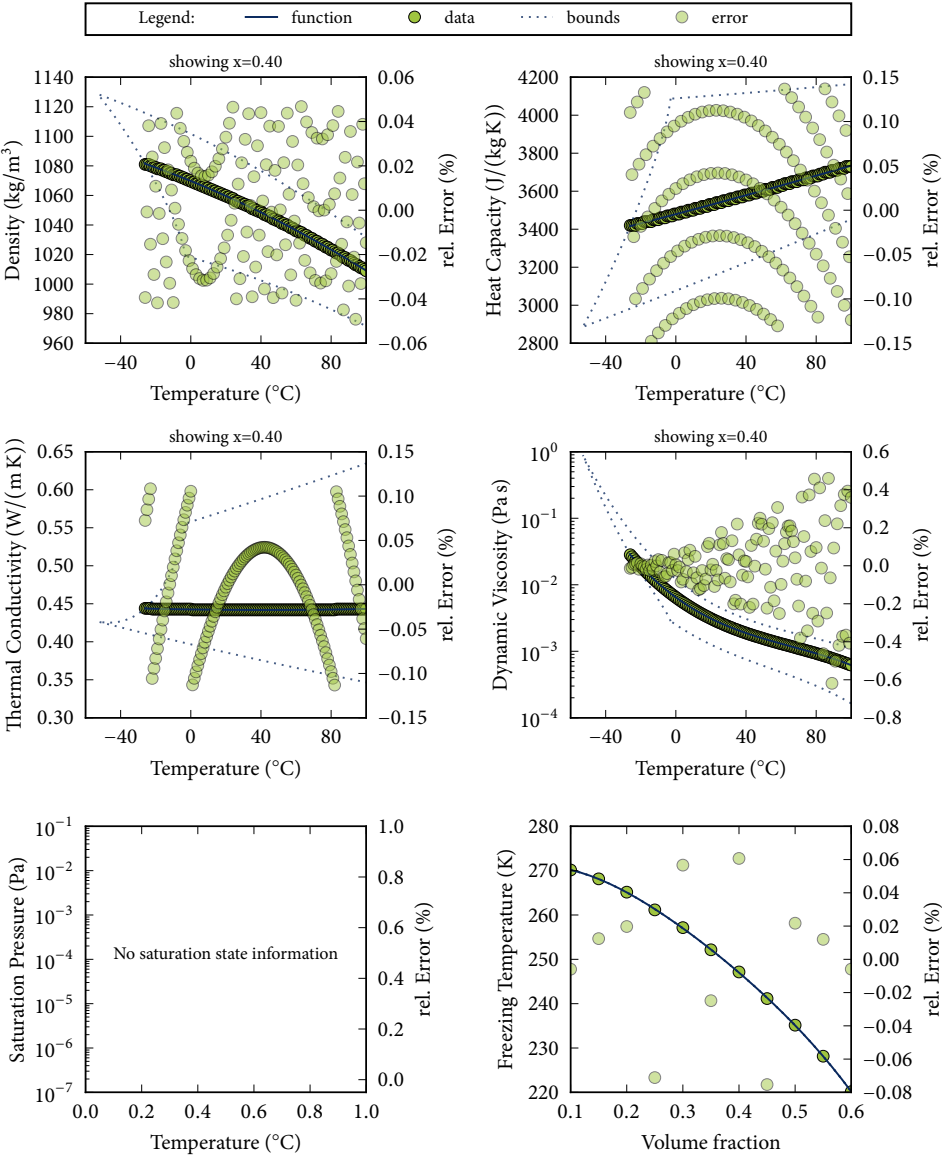 Legend: function data bounds error
showing x=0.40
Density (kg/m³)
1140
1120
1100
1080
1060
1040
1020
1000
980
960
0.06
0.04
0.02
0.00
−0.02
−0.04
−0.06
rel. Error (%)
−40 0 40 80
Temperature (°C)
showing x=0.40
Heat Capacity (J/(kg K))
4200
4000
3800
3600
3400
3200
3000
2800
0.15
0.10
0.05
0.00
−0.05
−0.10
−0.15
rel. Error (%)
−40 0 40 80
Temperature (°C)
showing x=0.40
Thermal Conductivity (W/(m K))
0.65
0.60
0.55
0.50
0.45
0.40
0.35
0.30
0.15
0.10
0.05
0.00
−0.05
−0.10
−0.15
rel. Error (%)
−40 0 40 80
Temperature (°C)
showing x=0.40
Dynamic Viscosity (Pa s)
10⁰
10⁻¹
10⁻²
10⁻³
10⁻⁴
0.6
0.4
0.2
0.0
−0.2
−0.4
−0.6
−0.8
rel. Error (%)
−40 0 40 80
Temperature (°C)
Saturation Pressure (Pa)
10⁻¹
10⁻²
10⁻³
10⁻⁴
10⁻⁵
10⁻⁶
10⁻⁷
No saturation state information
1.0
0.8
0.6
0.4
0.2
0.0
rel. Error (%)
0.0 0.2 0.4 0.6 0.8 1.0
Temperature (°C)
Freezing Temperature (K)
280
270
260
250
240
230
220
0.08
0.06
0.04
0.02
0.00
−0.02
−0.04
−0.06
−0.08
rel. Error (%)
0.1 0.2 0.3 0.4 0.5 0.6
Volume fraction